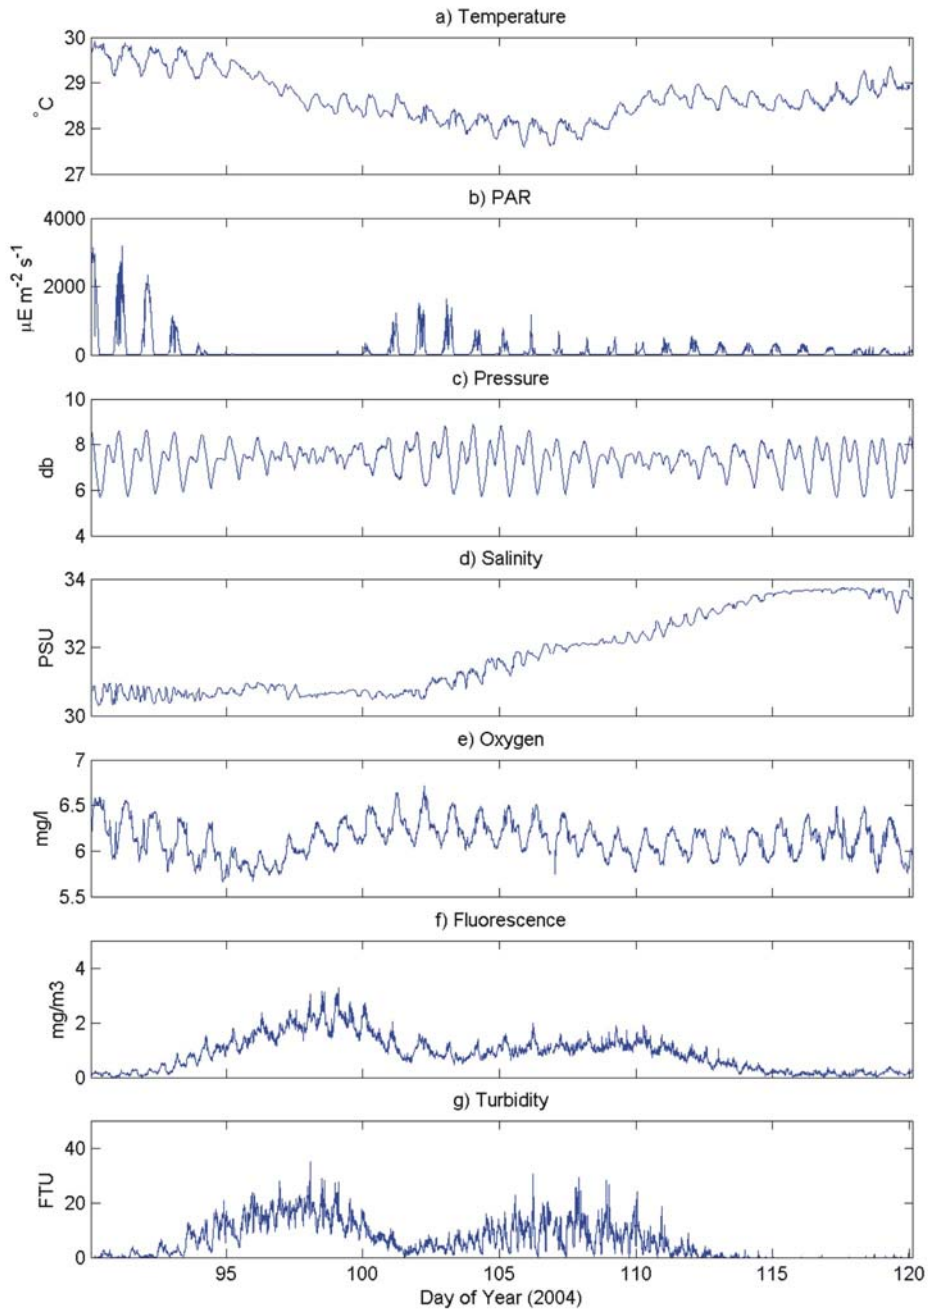 a) Temperature
30
29
28
27
°C
b) PAR
4000
2000
0
µE m⁻² s⁻¹
c) Pressure
10
8
6
4
db
d) Salinity
34
32
30
PSU
e) Oxygen
7
6.5
6
5.5
mg/l
f) Fluorescence
4
2
0
mg/m3
g) Turbidity
40
20
0
FTU
95 100 105 110 115 120
Day of Year (2004)